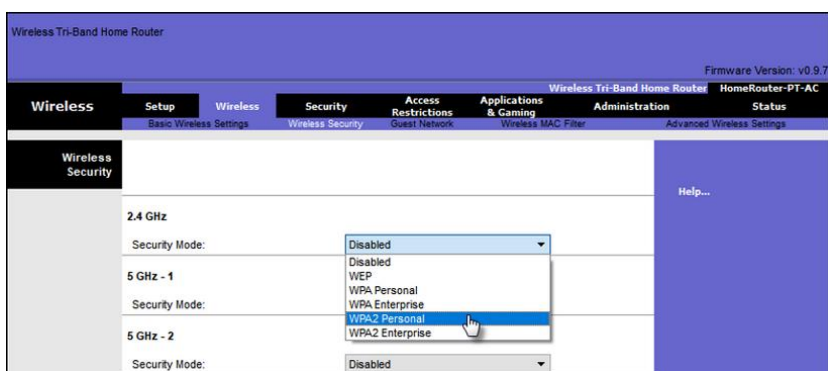 Wireless Tri-Band Home Router
Firmware Version: v0.9.7
Wireless Tri-Band Home Router HomeRouter-PT-AC
Wireless Setup Wireless Security Access Restrictions Applications & Gaming Administration Status
Basic Wireless Settings Wireless Security Guest Network Wireless MAC Filter Advanced Wireless Settings
Wireless Security
Help...
2.4 GHz
Security Mode: Disabled
Disabled
5 GHz - 1 WEP
WPA Personal
Security Mode: WPA Enterprise
WPA2 Personal
5 GHz - 2 WPA2 Enterprise
Security Mode: Disabled